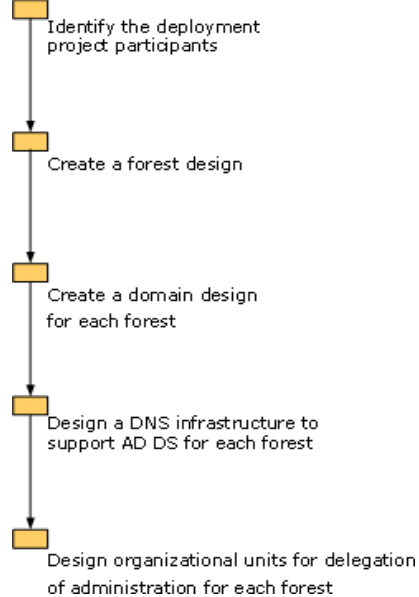 Identify the deployment
project participants
Create a forest design
Create a domain design
for each forest
Design a DNS infrastructure to
support AD DS for each forest
Design organizational units for delegation
of administration for each forest